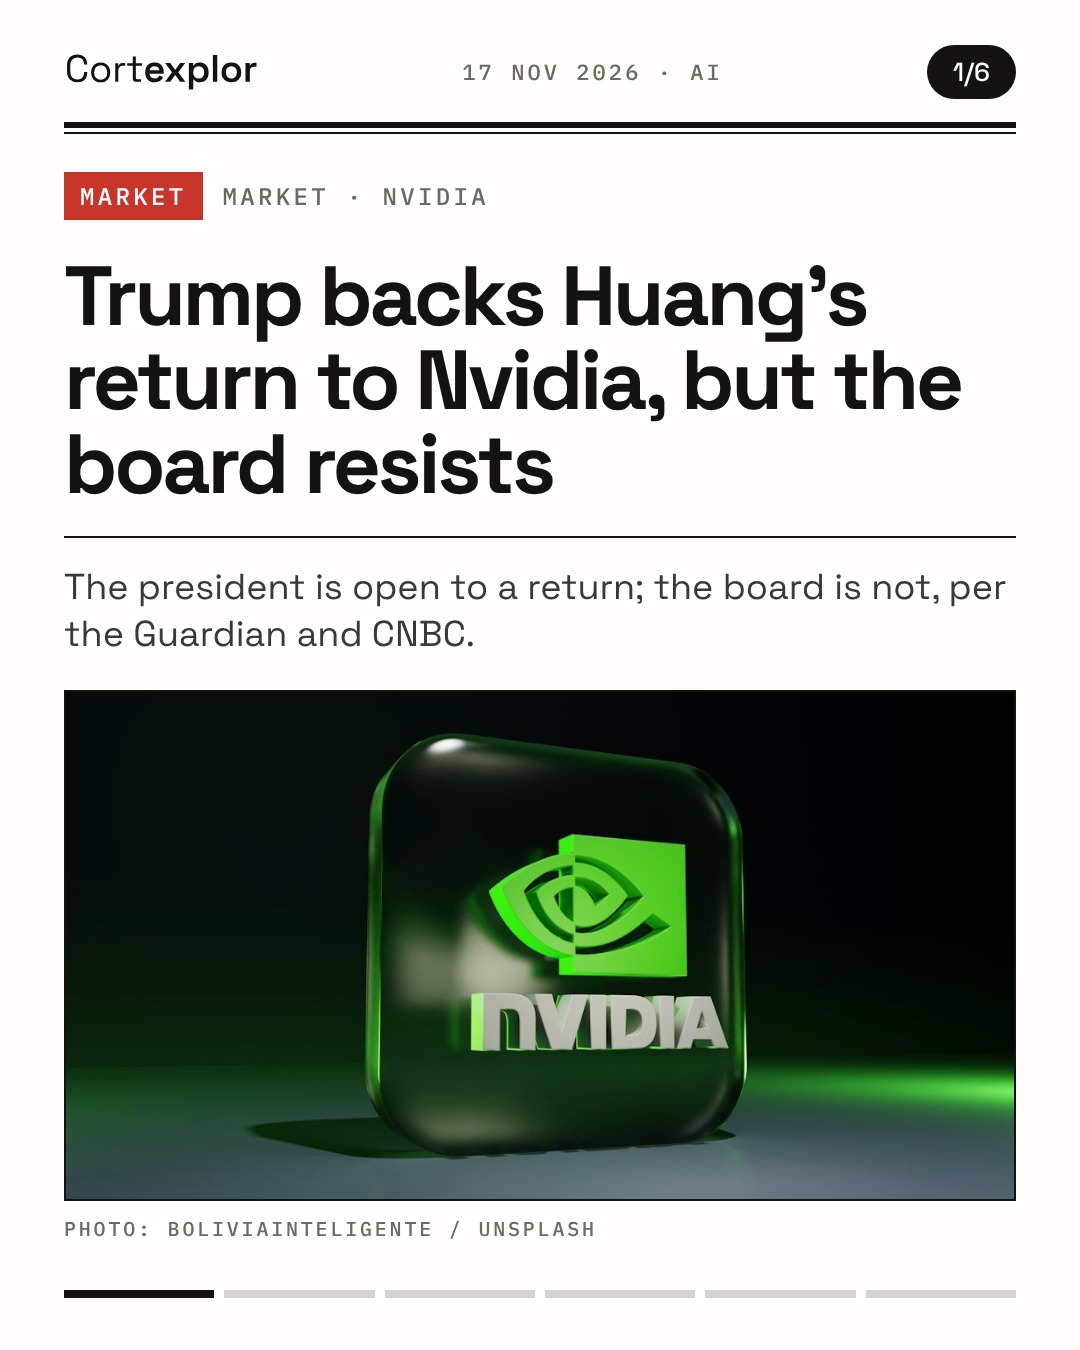 Cortexplor
17 NOV 2026 · AI
1/6
MARKET
MARKET · NVIDIA
Trump backs Huang’s
return to Nvidia, but the
board resists
The president is open to a return; the board is not, per
the Guardian and CNBC.
NVIDIA
PHOTO: BOLIVIAINTELIGENTE / UNSPLASH